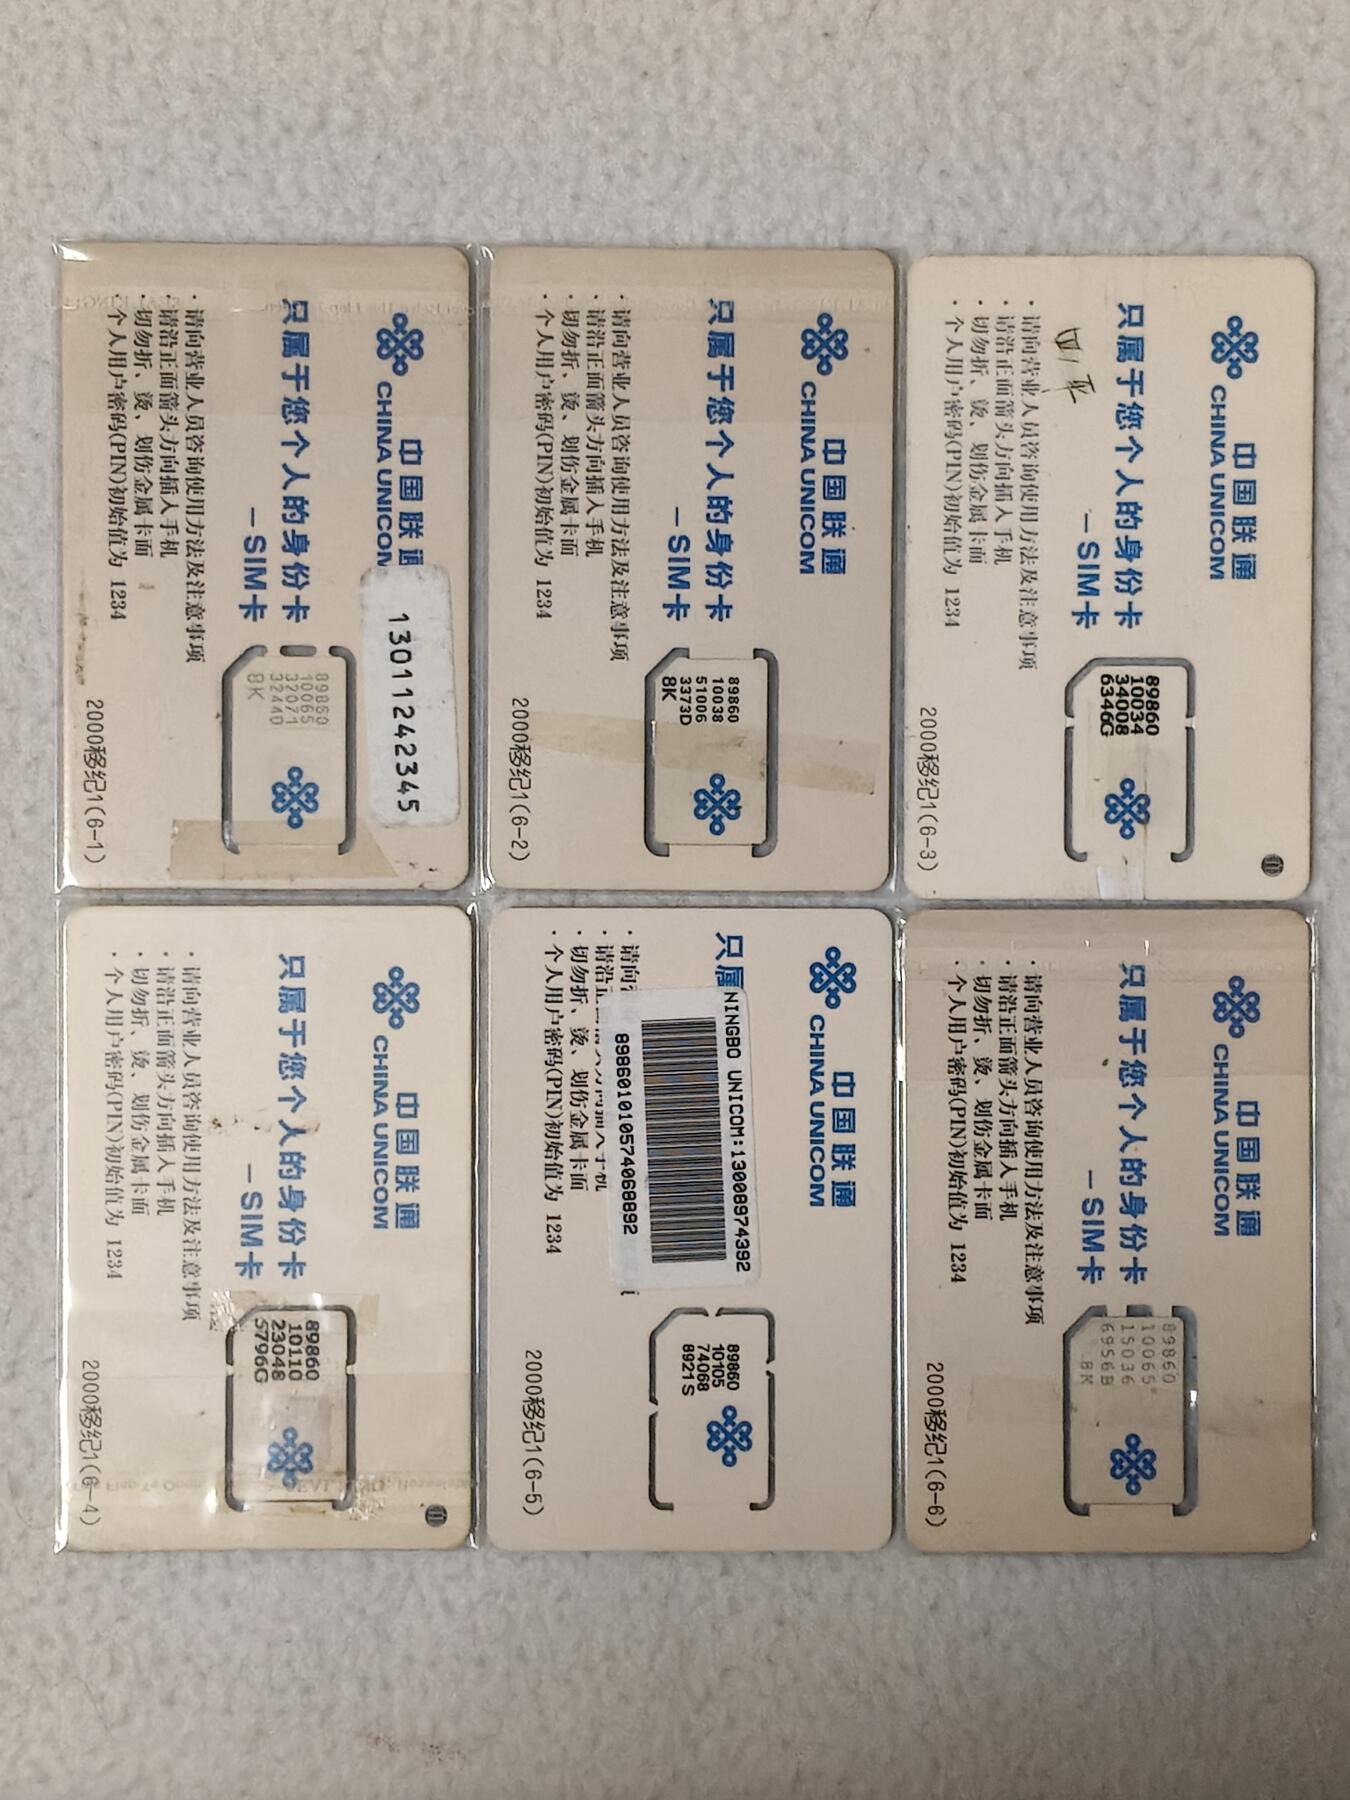 中国联通
CHINA UNICOM
只属于您个人的身份卡
—SIM卡
·请向营业人员咨询使用方法及注意事项
·请沿正面箭头方向插入手机
·切勿折、烫、划伤金属卡面
·个人用户密码(PIN)初始值为 1234
13011242345
89860
10065
32071
3244D
8K
2000移纪1(6-1)
中国联通
CHINA UNICOM
只属于您个人的身份卡
—SIM卡
·请向营业人员咨询使用方法及注意事项
·请沿正面箭头方向插入手机
·切勿折、烫、划伤金属卡面
·个人用户密码(PIN)初始值为 1234
89860
10038
51006
3373D
8K
2000移纪1(6-2)
中国联通
CHINA UNICOM
只属于您个人的身份卡
—SIM卡
四平
·请向营业人员咨询使用方法及注意事项
·请沿正面箭头方向插入手机
·切勿折、烫、划伤金属卡面
·个人用户密码(PIN)初始值为 1234
89860
10034
34008
6346G
2000移纪1(6-3)
中国联通
CHINA UNICOM
只属于您个人的身份卡
—SIM卡
·请向营业人员咨询使用方法及注意事项
·请沿正面箭头方向插入手机
·切勿折、烫、划伤金属卡面
·个人用户密码(PIN)初始值为 1234
89860
10110
23048
5796G
2000移纪1(6-4)
中国联通
CHINA UNICOM
只属
NINGBO UNICOM:13008974392
898601010574068892
·请向
·请沿
·切勿折、烫、划伤金属卡面
·个人用户密码(PIN)初始值为 1234
89860
10105
74068
8921S
2000移纪1(6-5)
中国联通
CHINA UNICOM
只属于您个人的身份卡
—SIM卡
·请向营业人员咨询使用方法及注意事项
·请沿正面箭头方向插入手机
·切勿折、烫、划伤金属卡面
·个人用户密码(PIN)初始值为 1234
89860
10065
15036
6956B
8K
2000移纪1(6-6)